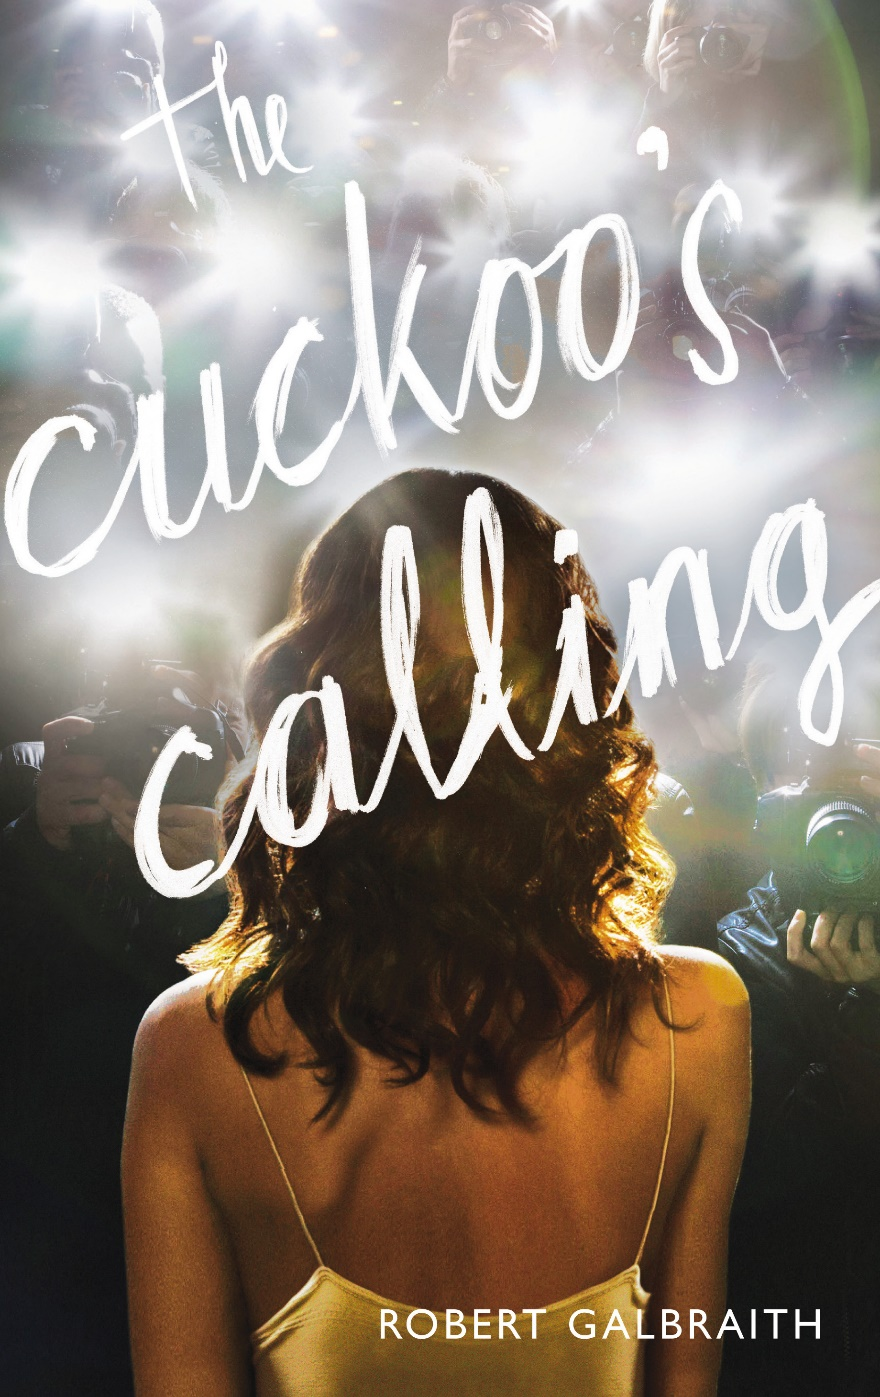 the
cuckoo's
calling
ROBERT GALBRAITH